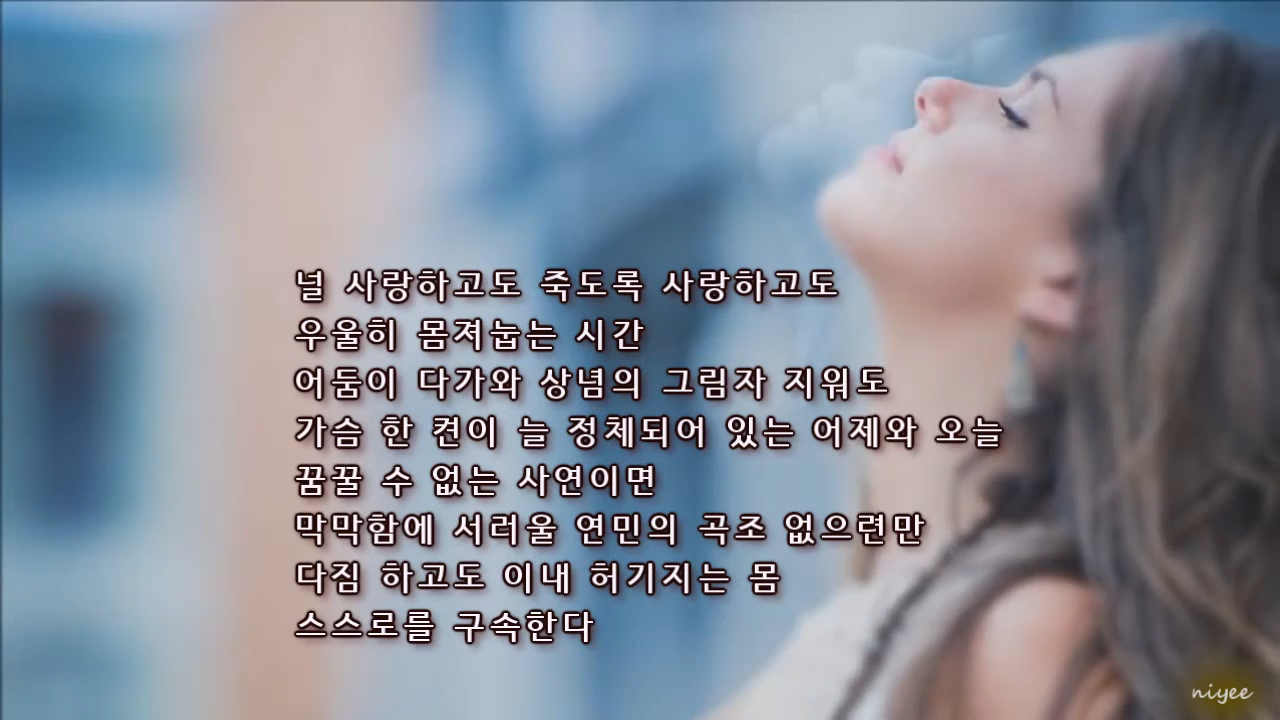 널 사랑하고도 죽도록 사랑하고도
우울히 몸져눕는 시간
어둠이 다가와 상념의 그림자 지워도
가슴 한 켠이 늘 정체되어 있는 어제와 오늘
꿈꿀 수 없는 사연이면
막막함에 서러울 연민의 곡조 없으련만
다짐 하고도 이내 허기지는 몸
스스로를 구속한다
niyee